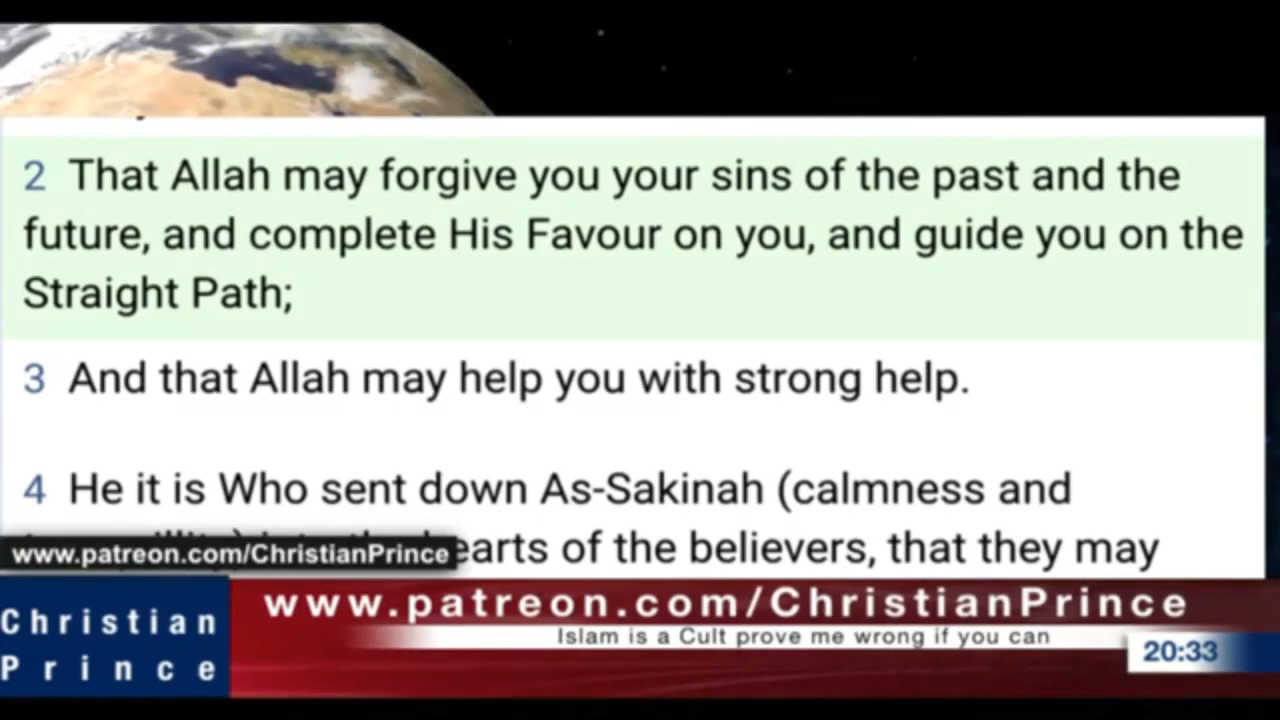 2 That Allah may forgive you your sins of the past and the
future, and complete His Favour on you, and guide you on the
Straight Path;
3 And that Allah may help you with strong help.
4 He it is Who sent down As-Sakinah (calmness and
hearts of the believers, that they may
www.patreon.com/ChristianPrince
www.patreon.com/ChristianPrince
Christian
Prince
Islam is a Cult prove me wrong if you can
20:33